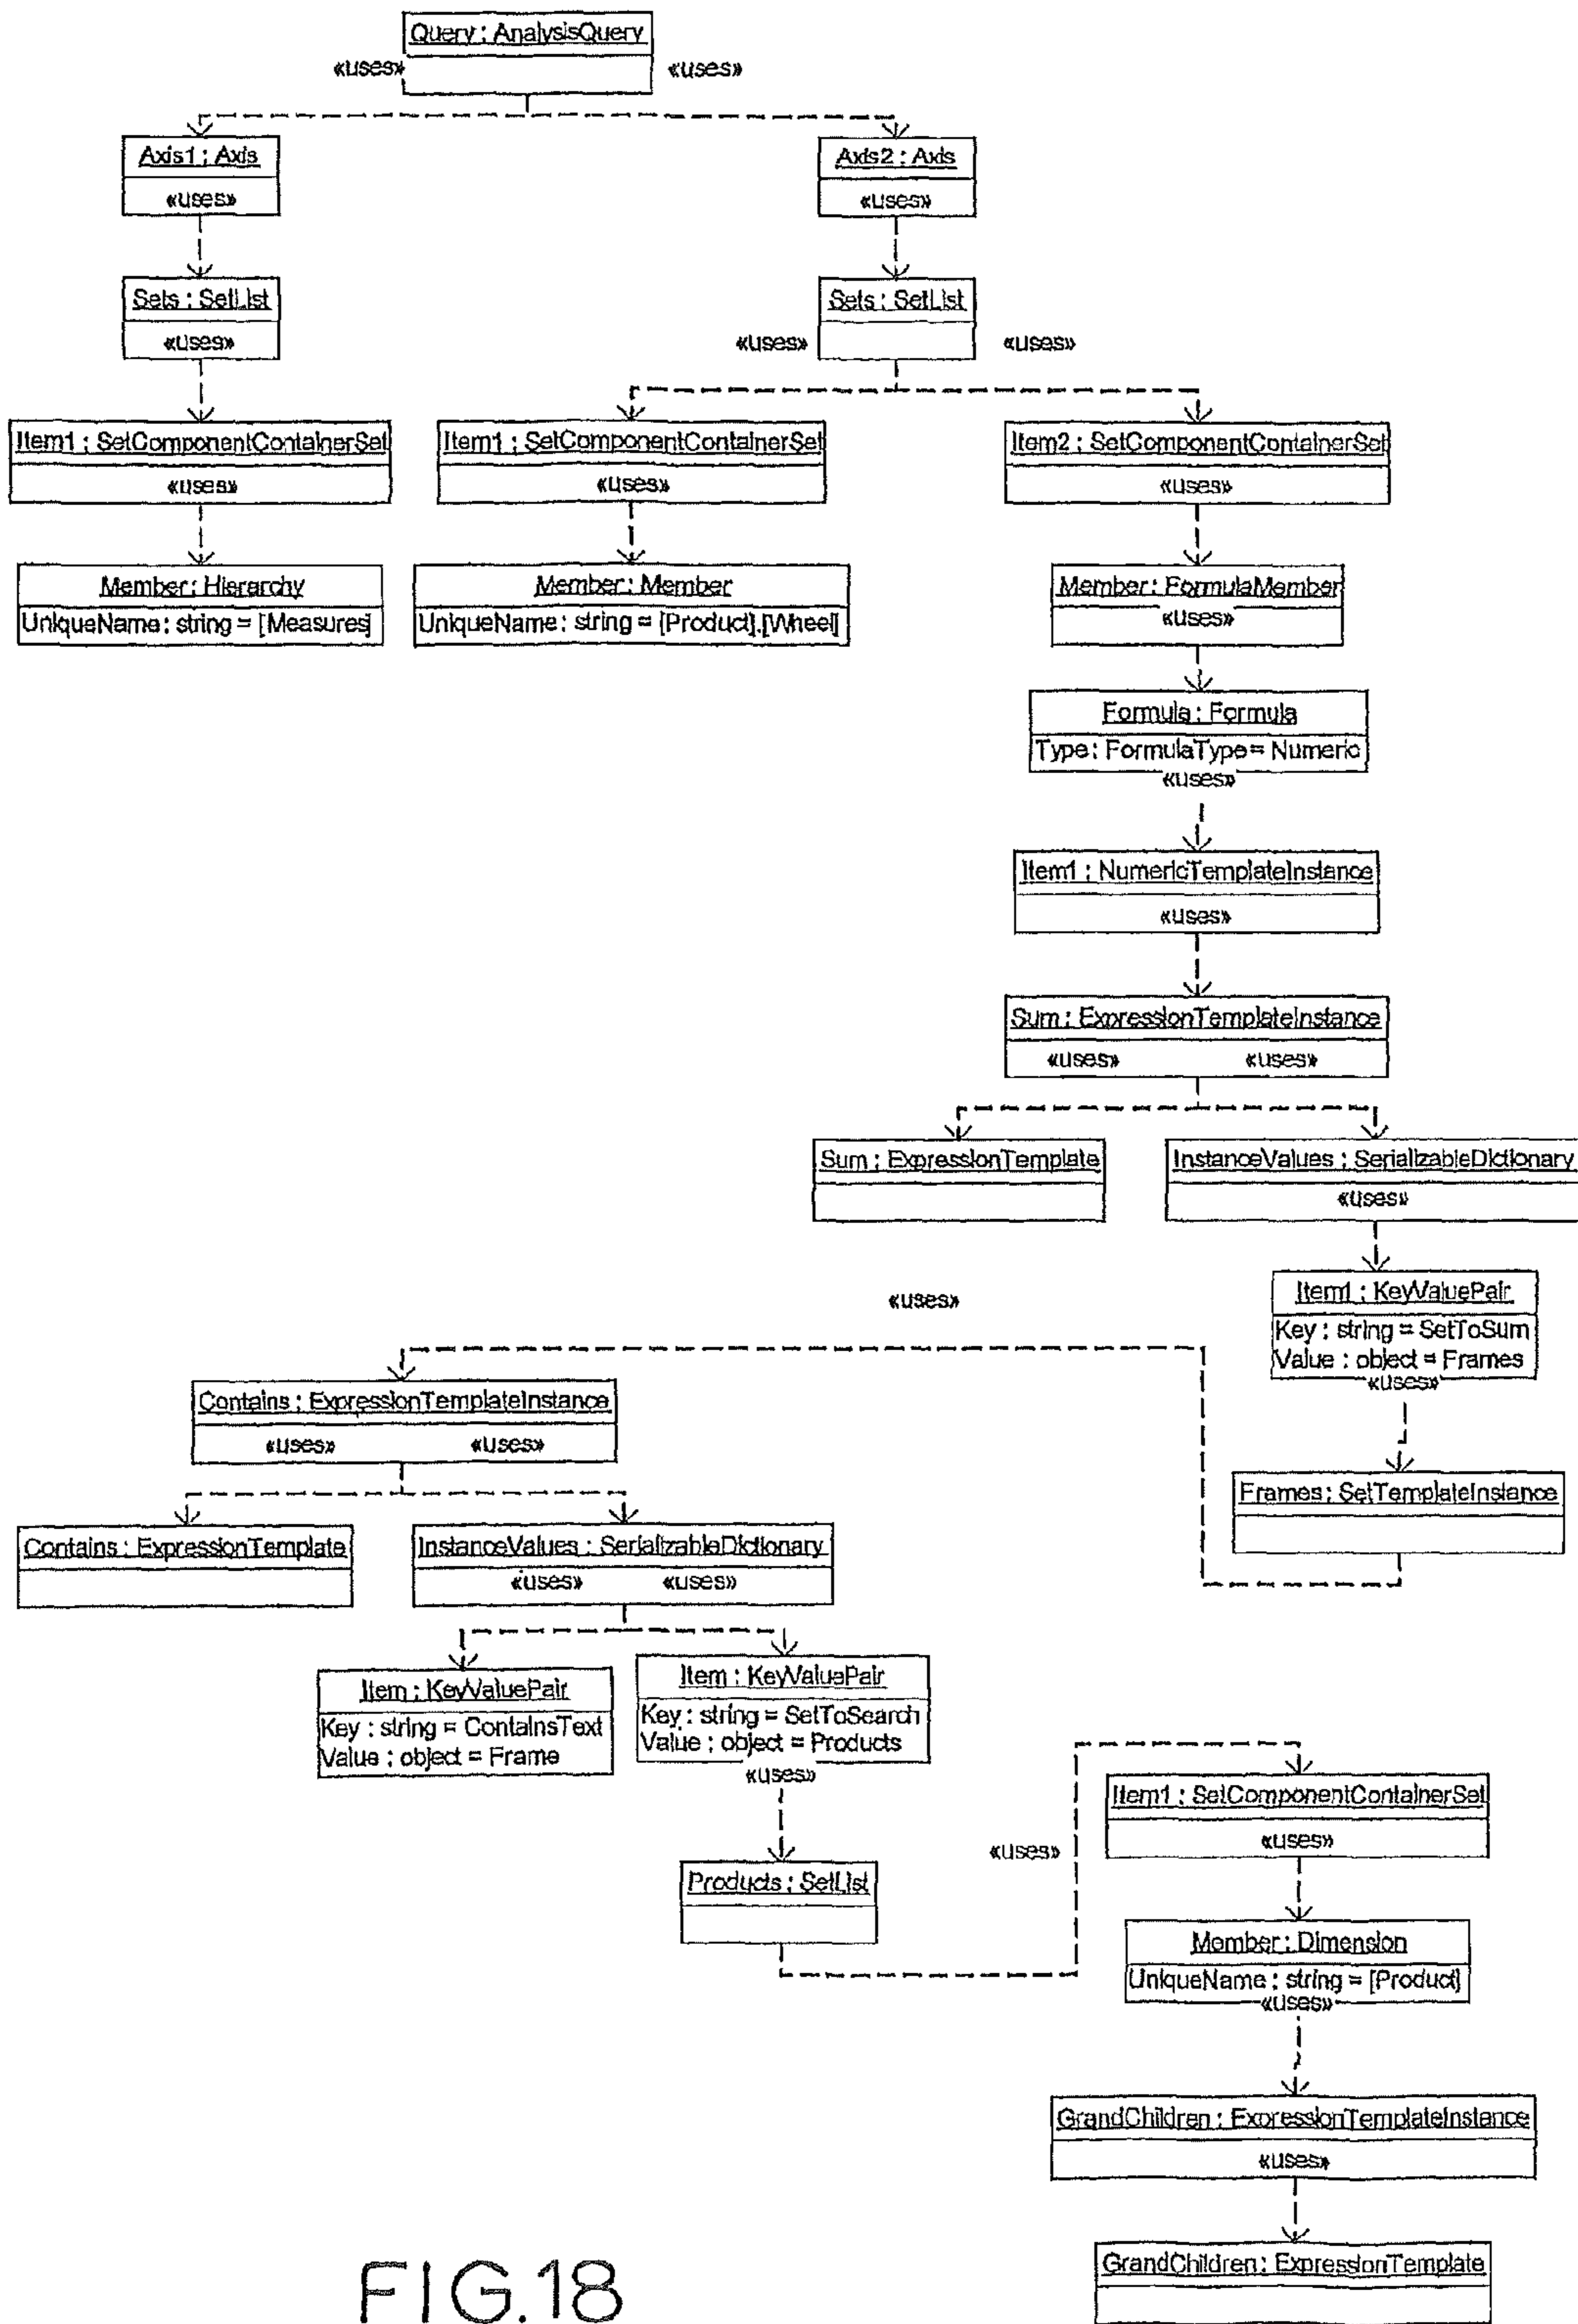 Query : AnalysisQuery
«uses» «uses»
Axis1 : Axis
«uses»
Axis2 : Axis
«uses»
Sets : SetList
«uses»
Sets : SetList
«uses» «uses»
Item1 : SetComponentContainerSet
«uses»
Item1 : SetComponentContainerSet
«uses»
Item2 : SetComponentContainerSet
«uses»
Member : Hierarchy
UniqueName : string = [Measures]
Member : Member
UniqueName : string = [Product].[Wheel]
Member : FormulaMember
«uses»
Formula : Formula
Type : FormulaType = Numeric
«uses»
Item1 : NumericTemplateInstance
«uses»
Sum : ExpressionTemplateInstance
«uses» «uses»
Sum : ExpressionTemplate
InstanceValues : SerializableDictionary
«uses»
Item1 : KeyValuePair
Key : string = SetToSum
Value : object = Frames
«uses»
«uses»
Contains : ExpressionTemplateInstance
«uses» «uses»
Frames : SetTemplateInstance
Contains : ExpressionTemplate
InstanceValues : SerializableDictionary
«uses» «uses»
Item : KeyValuePair
Key : string = ContainsText
Value : object = Frame
Item : KeyValuePair
Key : string = SetToSearch
Value : object = Products
«uses»
Products : SetList
«uses»
Item1 : SetComponentContainerSet
«uses»
Member : Dimension
UniqueName : string = [Product]
«uses»
GrandChildren : ExpressionTemplateInstance
«uses»
GrandChildren : ExpressionTemplate
FIG.18